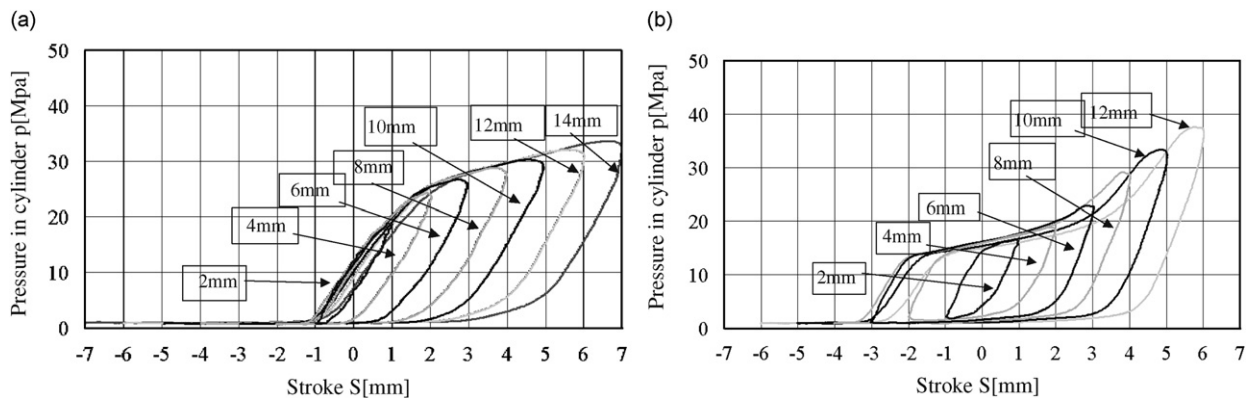 (a)
Pressure in cylinder p[Mpa]
50
40
30
20
10
0
14mm
12mm
10mm
8mm
6mm
4mm
2mm
-7 -6 -5 -4 -3 -2 -1 0 1 2 3 4 5 6 7
Stroke S[mm]
(b)
Pressure in cylinder p[Mpa]
50
40
30
20
10
0
12mm
10mm
8mm
6mm
4mm
2mm
-7 -6 -5 -4 -3 -2 -1 0 1 2 3 4 5 6 7
Stroke S[mm]